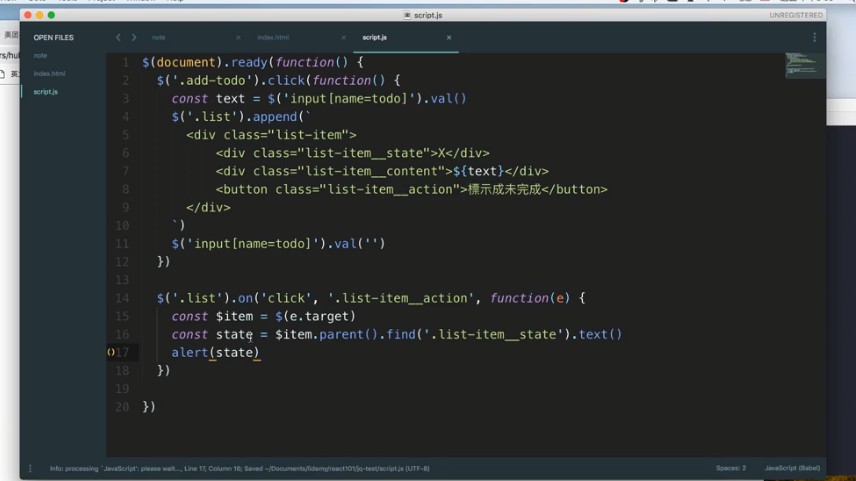 script.js
UNREGISTERED
OPEN FILES
note
index.html
script.js
note
index.html
script.js
1 $(document).ready(function() {
2 $('.add-todo').click(function() {
3 const text = $('input[name=todo]').val()
4 $('.list').append(`
5 <div class="list-item">
6 <div class="list-item__state">X</div>
7 <div class="list-item__content">${text}</div>
8 <button class="list-item__action">標示成未完成</button>
9 </div>
10 `)
11 $('input[name=todo]').val('')
12 })
13
14 $('.list').on('click', '.list-item__action', function(e) {
15 const $item = $(e.target)
16 const state = $item.parent().find('.list-item__state').text()
17 alert(state)
18 })
19
20 })
Info: processing `JavaScript': please wait..., Line 17, Column 16; Saved ~/Documents/lidemy/react101/jq-test/script.js (UTF-8)
Spaces: 2
JavaScript (Babel)